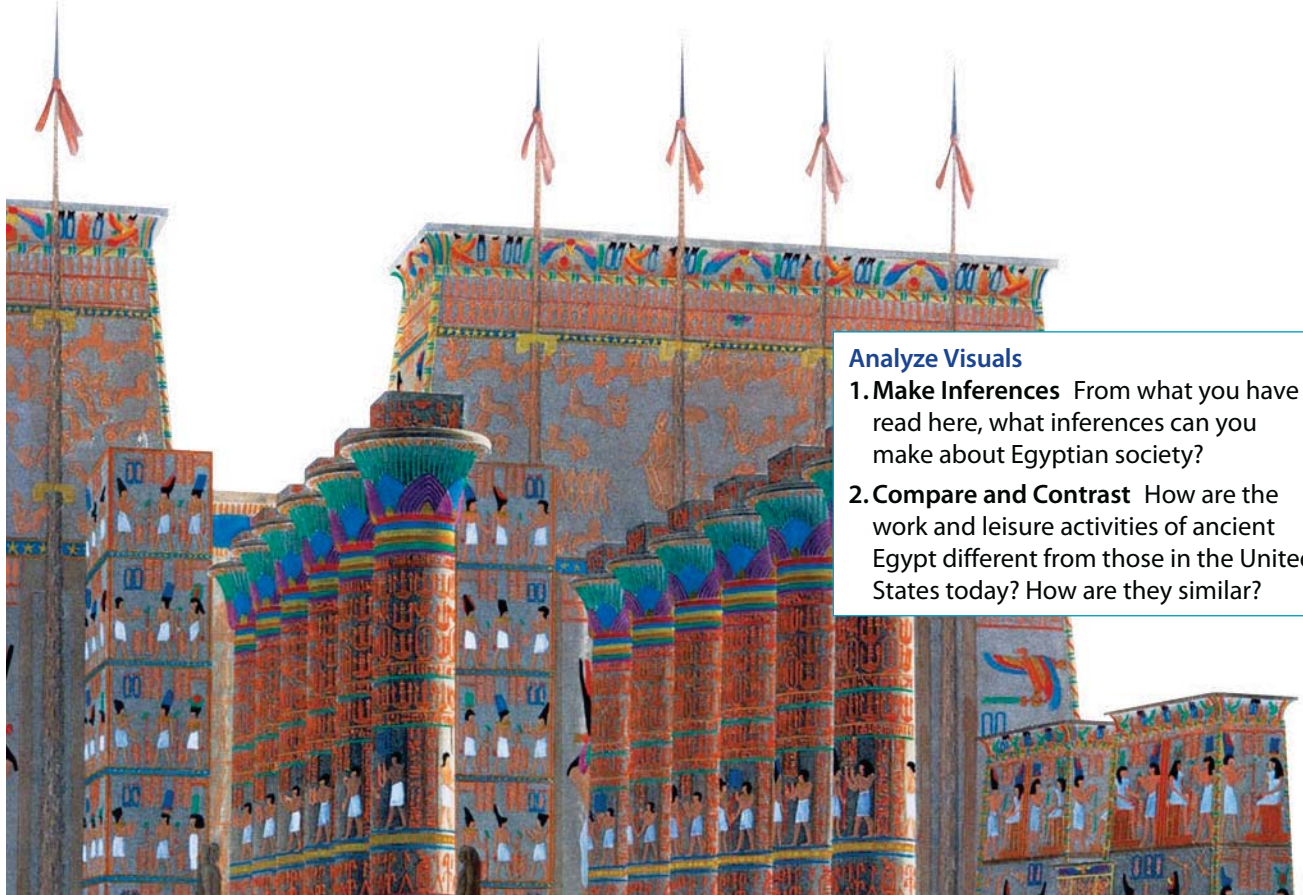 Analyze Visuals
1. Make Inferences From what you have
read here, what inferences can you
make about Egyptian society?
2. Compare and Contrast How are the
work and leisure activities of ancient
Egypt different from those in the United
States today? How are they similar?